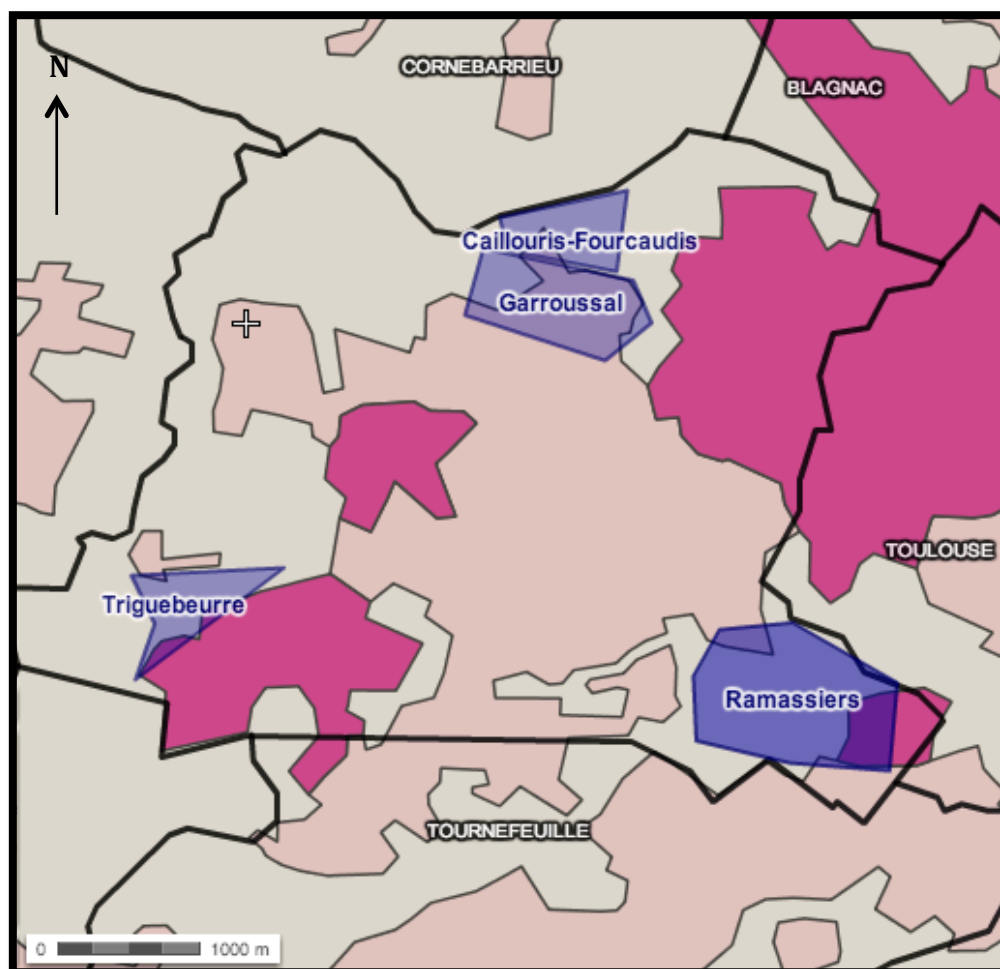 N
CORNEBARRIEU
BLAGNAC
Caillouris-Fourcaudis
Garroussal
TOULOUSE
Triguebeurre
Ramassiers
TOURNEFEUILLE
0 1000 m